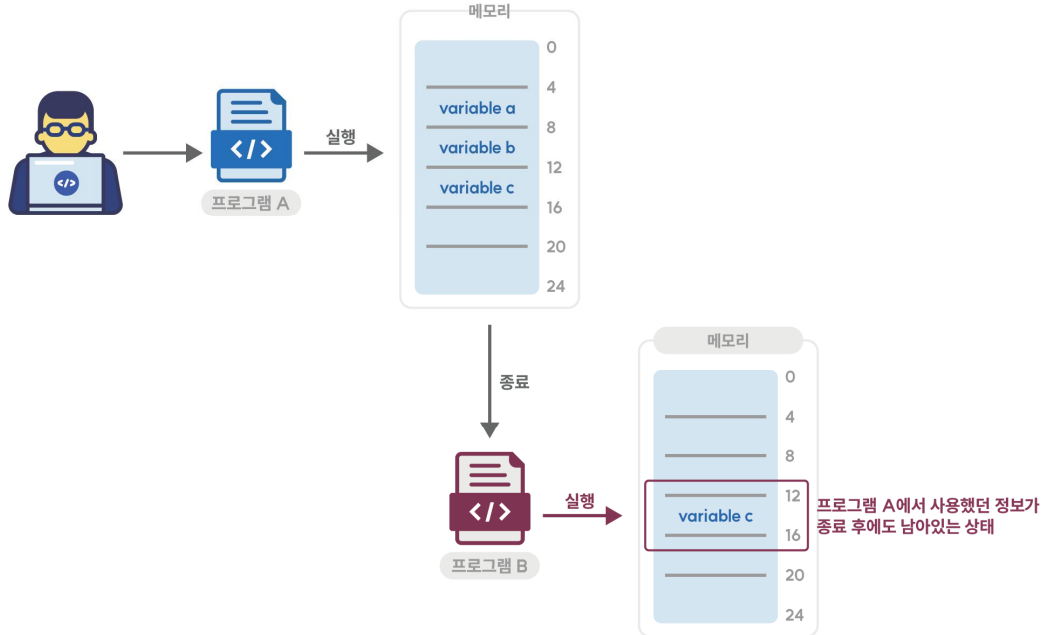 메모리
0
4
variable a
8
variable b
12
variable c
16
20
24
</>
</>
프로그램 A
실행
종료
메모리
0
4
8
12
variable c
16
20
24
</>
프로그램 B
실행
프로그램 A에서 사용했던 정보가
종료 후에도 남아있는 상태